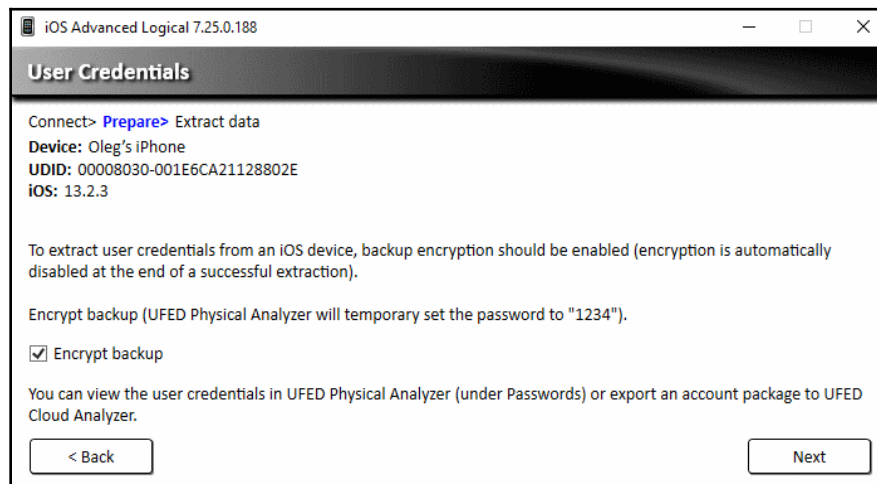 iOS Advanced Logical 7.25.0.188
User Credentials
Connect> Prepare> Extract data
Device: Oleg's iPhone
UDID: 00008030-001E6CA21128802E
iOS: 13.2.3
To extract user credentials from an iOS device, backup encryption should be enabled (encryption is automatically
disabled at the end of a successful extraction).
Encrypt backup (UFED Physical Analyzer will temporary set the password to "1234").
Encrypt backup
You can view the user credentials in UFED Physical Analyzer (under Passwords) or export an account package to UFED
Cloud Analyzer.
< Back
Next